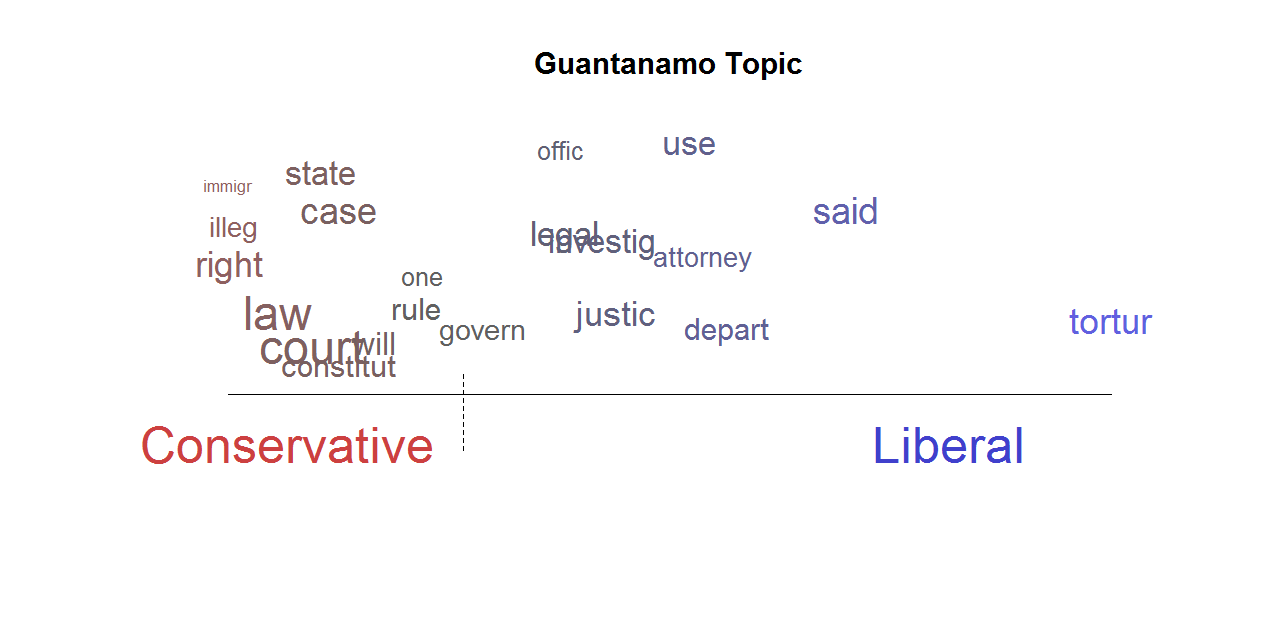 Guantanamo Topic
offic
use
state
immigr
case
said
illeg
legal
investig
attorney
right
one
law
rule
justic
tortur
govern
depart
court
will
constitut
Conservative
Liberal